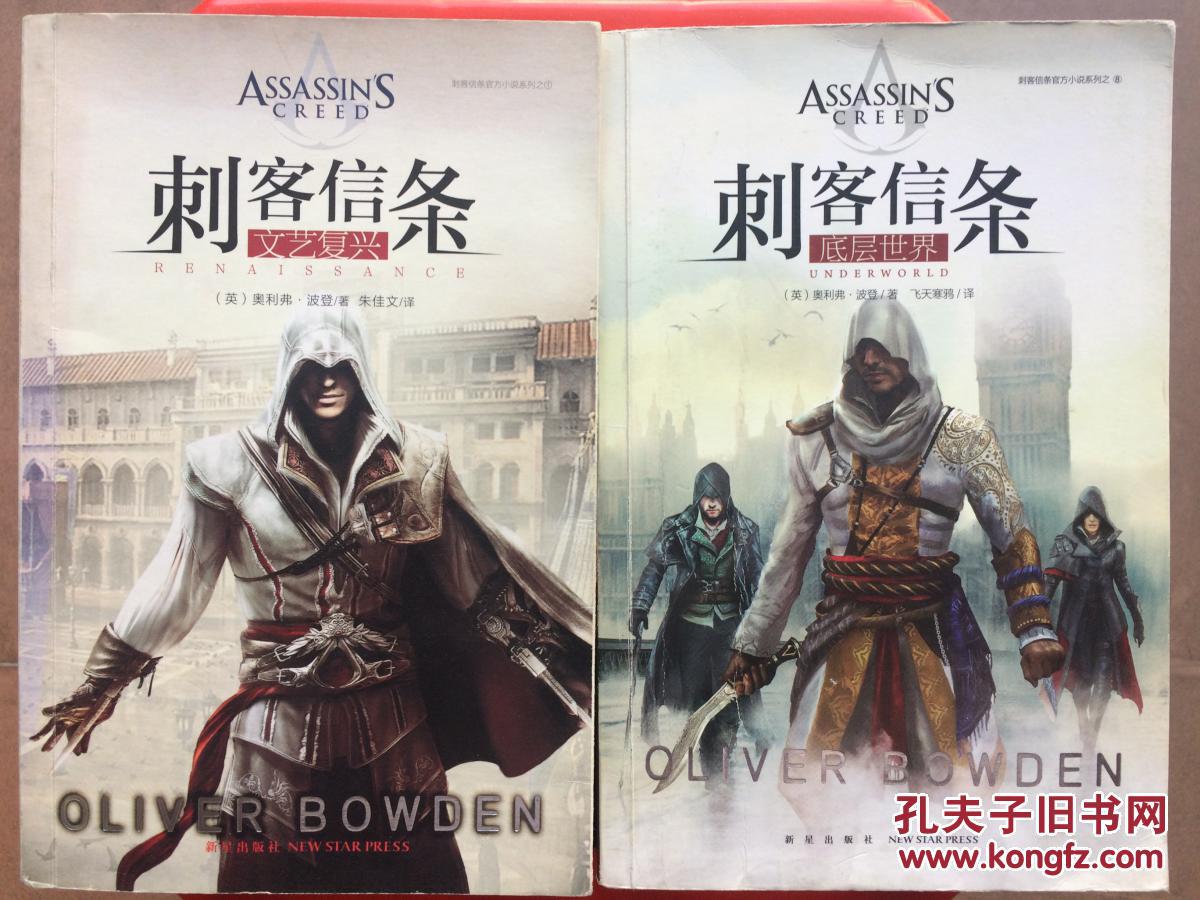 ASSASSIN'S
CREED
刺客信条官方小说系列之①
刺客信条
文艺复兴
RENAISSANCE
（英）奥利弗·波登/著 朱佳文/译
OLIVER BOWDEN
新星出版社 NEW STAR PRESS
ASSASSIN'S
CREED
刺客信条官方小说系列之 ⑧
刺客信条
底层世界
UNDERWORLD
（英）奥利弗·波登/著 飞天寒鸦/译
OLIVER BOWDEN
新星出版社 NEW STAR PRESS
孔夫子旧书网
www.kongfz.com